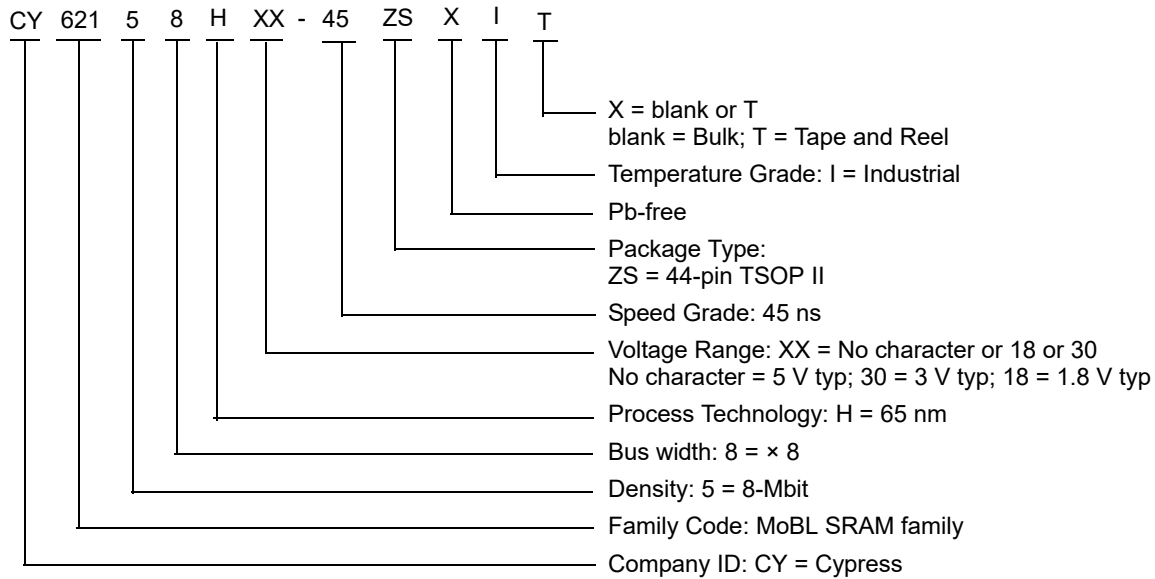 CY 621 5 8 H XX - 45 ZS X I T
X = blank or T
blank = Bulk; T = Tape and Reel
Temperature Grade: I = Industrial
Pb-free
Package Type:
ZS = 44-pin TSOP II
Speed Grade: 45 ns
Voltage Range: XX = No character or 18 or 30
No character = 5 V typ; 30 = 3 V typ; 18 = 1.8 V typ
Process Technology: H = 65 nm
Bus width: 8 = × 8
Density: 5 = 8-Mbit
Family Code: MoBL SRAM family
Company ID: CY = Cypress